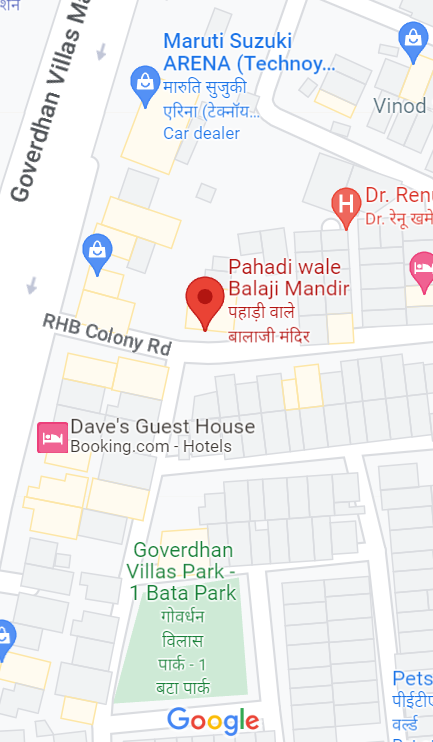 शन
Goverdhan Villas Ma
Maruti Suzuki
ARENA (Technoy...
मारुति सुजुकी
एरिना (टेक्नॉय...
Car dealer
Vinod
Dr. Renu
Dr. रेनू खमे
H
Pahadi wale
Balaji Mandir
पहाड़ी वाले
बालाजी मंदिर
RHB Colony Rd
Dave's Guest House
Booking.com - Hotels
Goverdhan
Villas Park -
1 Bata Park
गोवर्धन
विलास
पार्क - 1
बटा पार्क
Pets
पीईटी
वर्ल्ड
Google